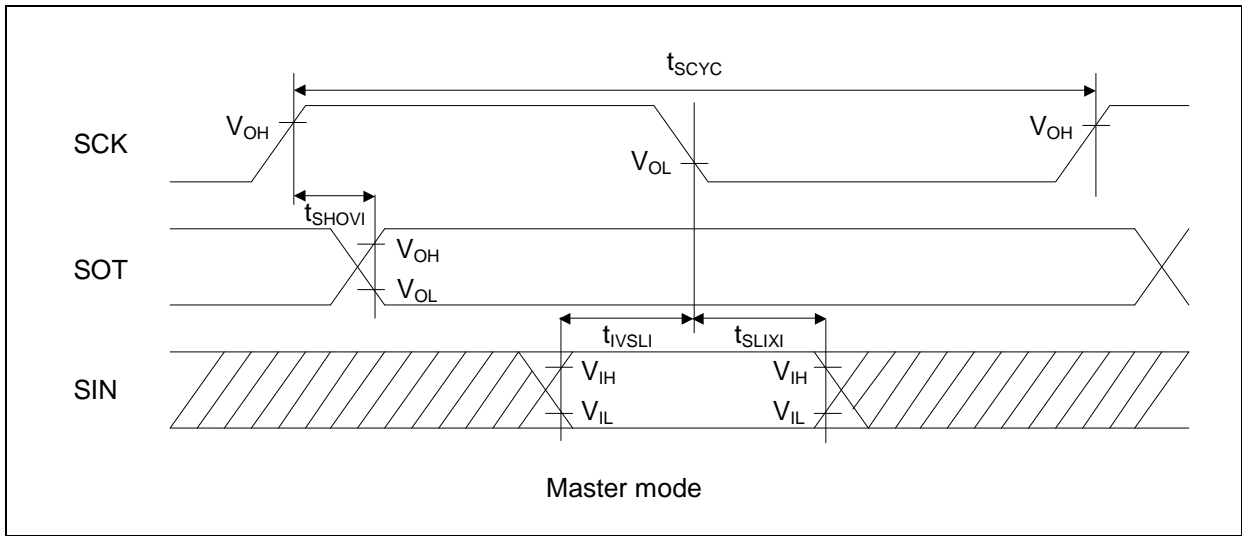 tSCYC
SCK
VOH
VOL
VOH
tSHOVI
SOT
VOH
VOL
tIVSLI
tSLIXI
SIN
VIH
VIH
VIL
VIL
Master mode